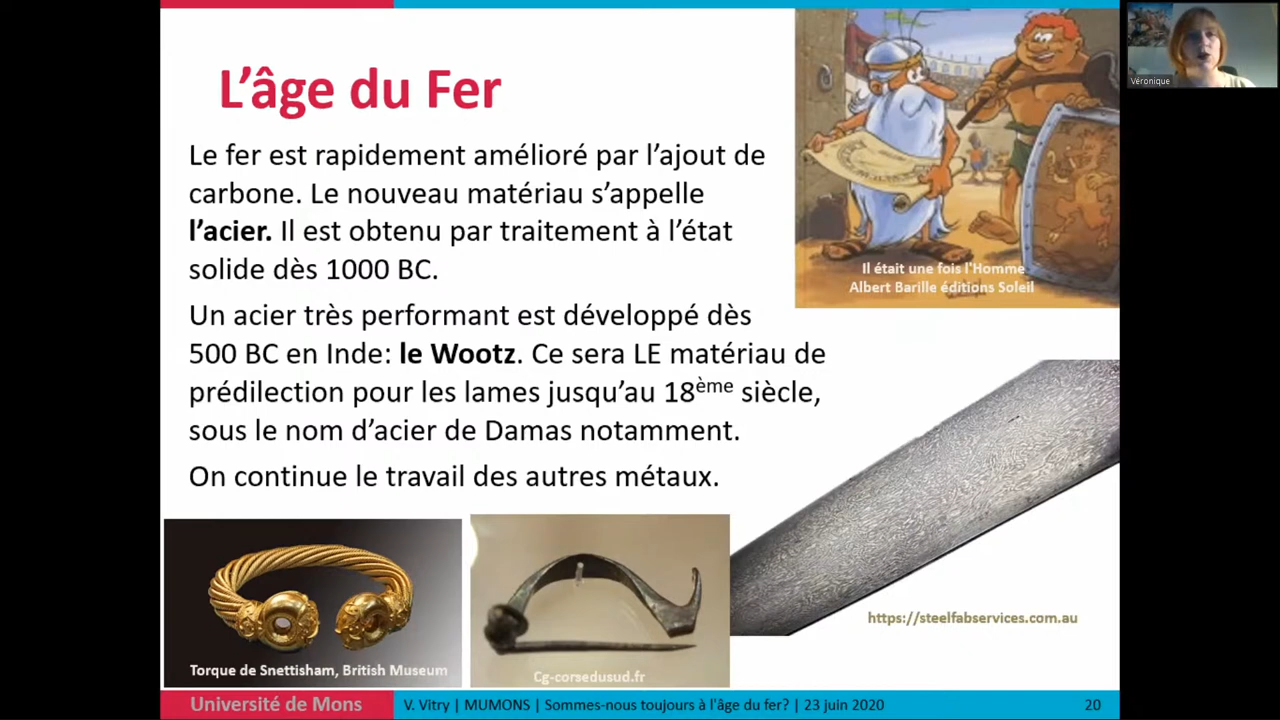 L'âge du Fer
Le fer est rapidement amélioré par l'ajout de
carbone. Le nouveau matériau s'appelle
l'acier. Il est obtenu par traitement à l'état
solide dès 1000 BC.
Un acier très performant est développé dès
500 BC en Inde: le Wootz. Ce sera LE matériau de
prédilection pour les lames jusqu'au 18ème siècle,
sous le nom d'acier de Damas notamment.
On continue le travail des autres métaux.
Il était une fois l'Homme
Albert Barille éditions Soleil
Véronique
https://steelfabservices.com.au
Torque de Snettisham, British Museum
Cg-corsedusud.fr
Université de Mons
V. Vitry | MUMONS | Sommes-nous toujours à l'âge du fer? | 23 juin 2020
20